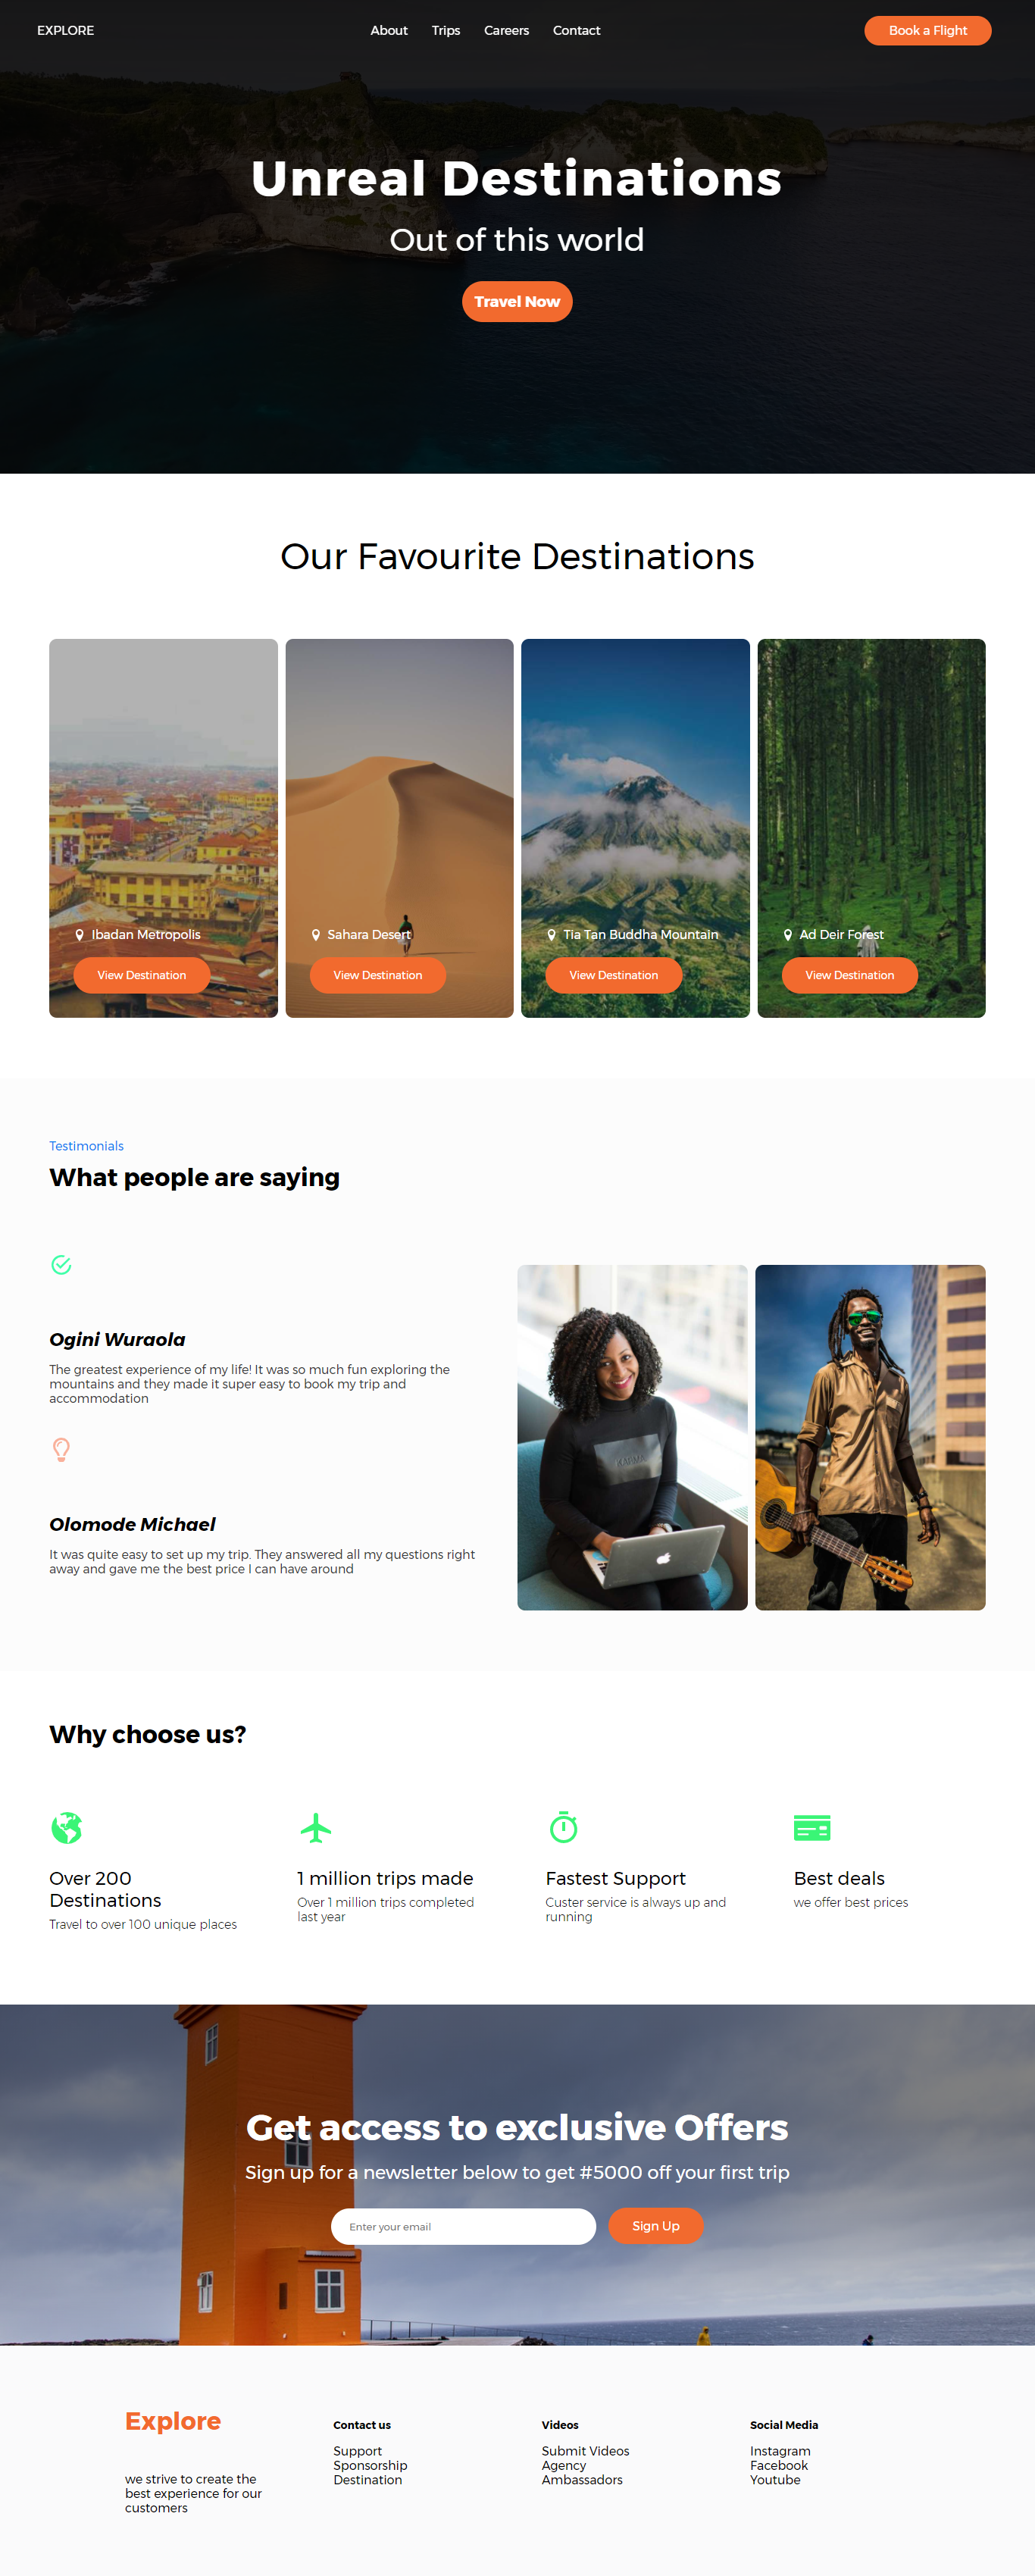 EXPLORE
About
Trips
Careers
Contact
Book a Flight
Unreal Destinations
Out of this world
Travel Now
Our Favourite Destinations
Ibadan Metropolis
View Destination
Sahara Desert
View Destination
Tia Tan Buddha Mountain
View Destination
Ad Deir Forest
View Destination
Testimonials
What people are saying
Ogini Wuraola
The greatest experience of my life! It was so much fun exploring the
mountains and they made it super easy to book my trip and
accommodation
Olomode Michael
It was quite easy to set up my trip. They answered all my questions right
away and gave me the best price I can have around
KARMA
Why choose us?
Over 200
Destinations
Travel to over 100 unique places
1 million trips made
Over 1 million trips completed
last year
Fastest Support
Custer service is always up and
running
Best deals
we offer best prices
Get access to exclusive Offers
Sign up for a newsletter below to get #5000 off your first trip
Enter your email
Sign Up
Explore
we strive to create the
best experience for our
customers
Contact us
Support
Sponsorship
Destination
Videos
Submit Videos
Agency
Ambassadors
Social Media
Instagram
Facebook
Youtube